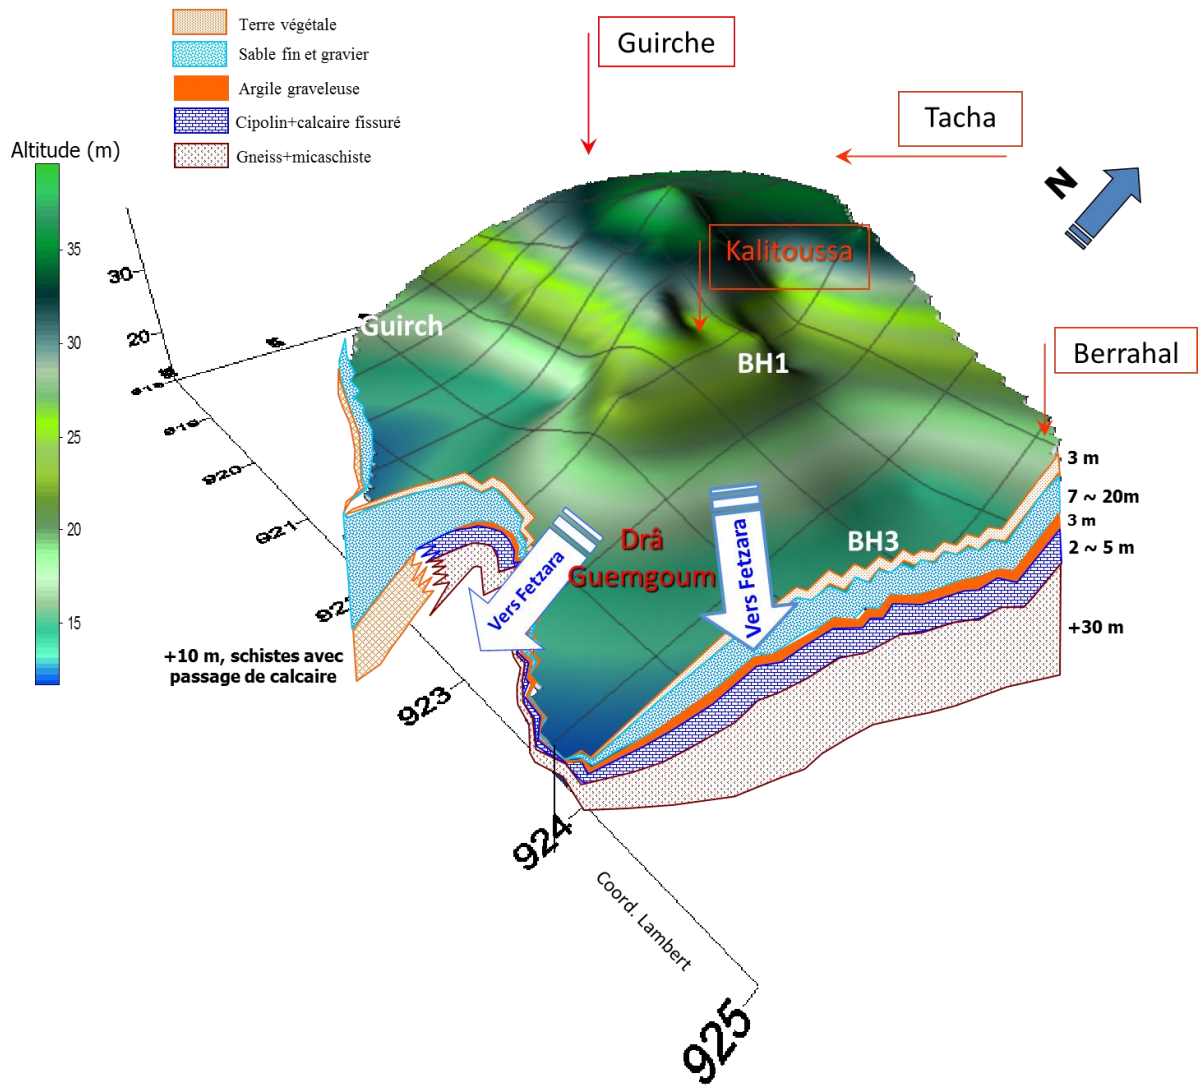 Terre végétale
Sable fin et gravier
Argile graveleuse
Cipolin+calcaire fissuré
Gneiss+micaschiste
Guirche
Tacha
N
Altitude (m)
35
30
25
20
15
30
20
Kalitoussa
Guirch
BH1
Berrahal
919
920
921
923
924
925
3 m
7 ~ 20m
3 m
2 ~ 5 m
+30 m
Drâ
Guemgoum
BH3
Vers Fetzara
Vers Fetzara
+10 m, schistes avec
passage de calcaire
Coord. Lambert